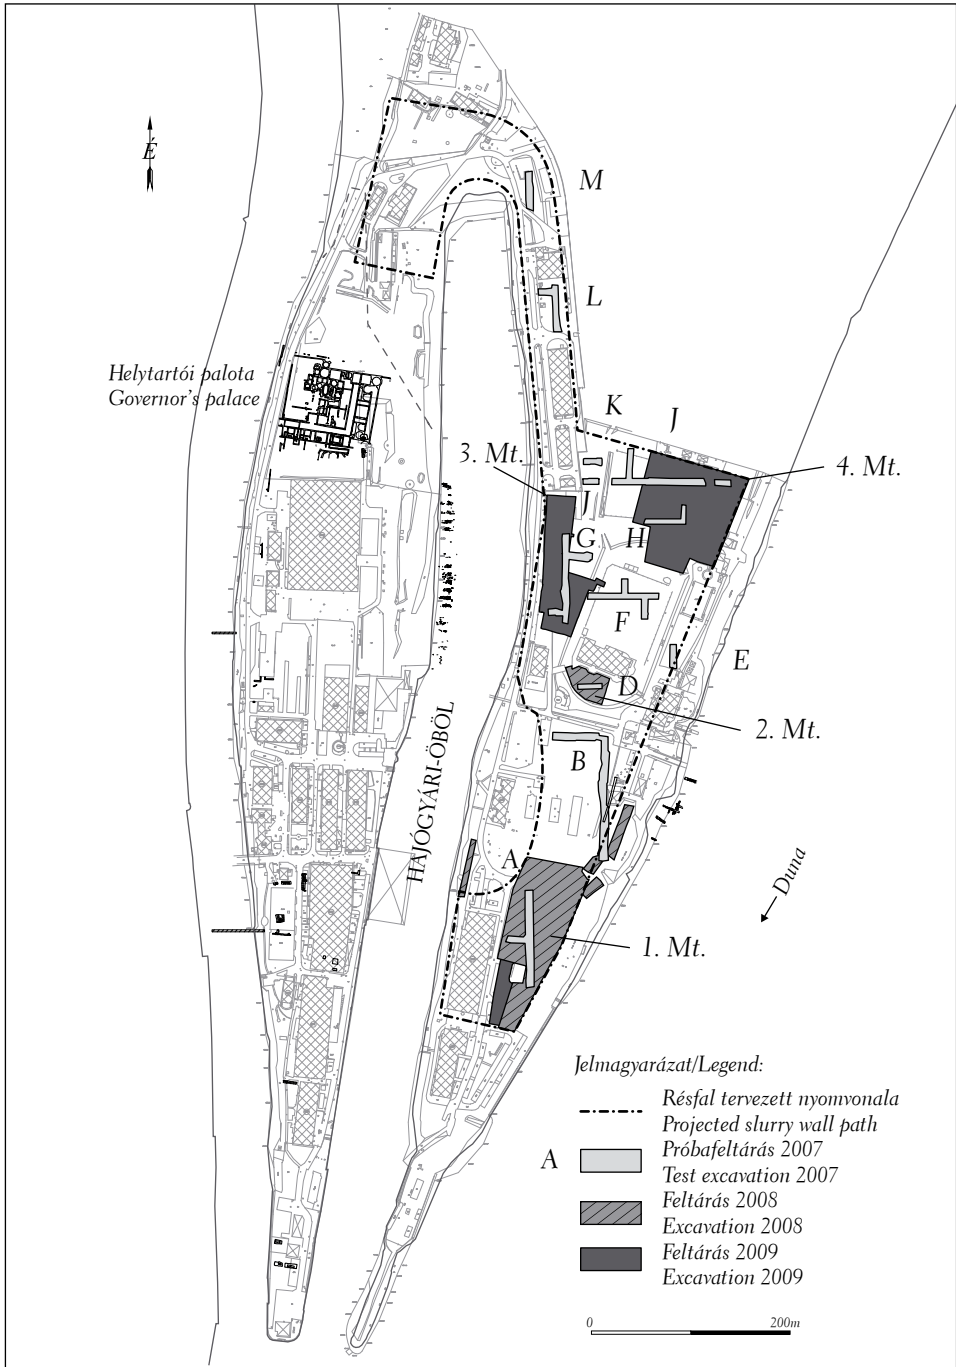 É
M
L
Helytartói palota
Governor's palace
K
J
3. Mt.
4. Mt.
J
G
H
F
E
D
2. Mt.
B
HAJÓGYÁRI-ÖBÖL
A
Duna
1. Mt.
Jelmagyarázat/Legend:
Résfal tervezett nyomvonala
Projected slurry wall path
A
Próbafeltárás 2007
Test excavation 2007
Feltárás 2008
Excavation 2008
Feltárás 2009
Excavation 2009
0
200m